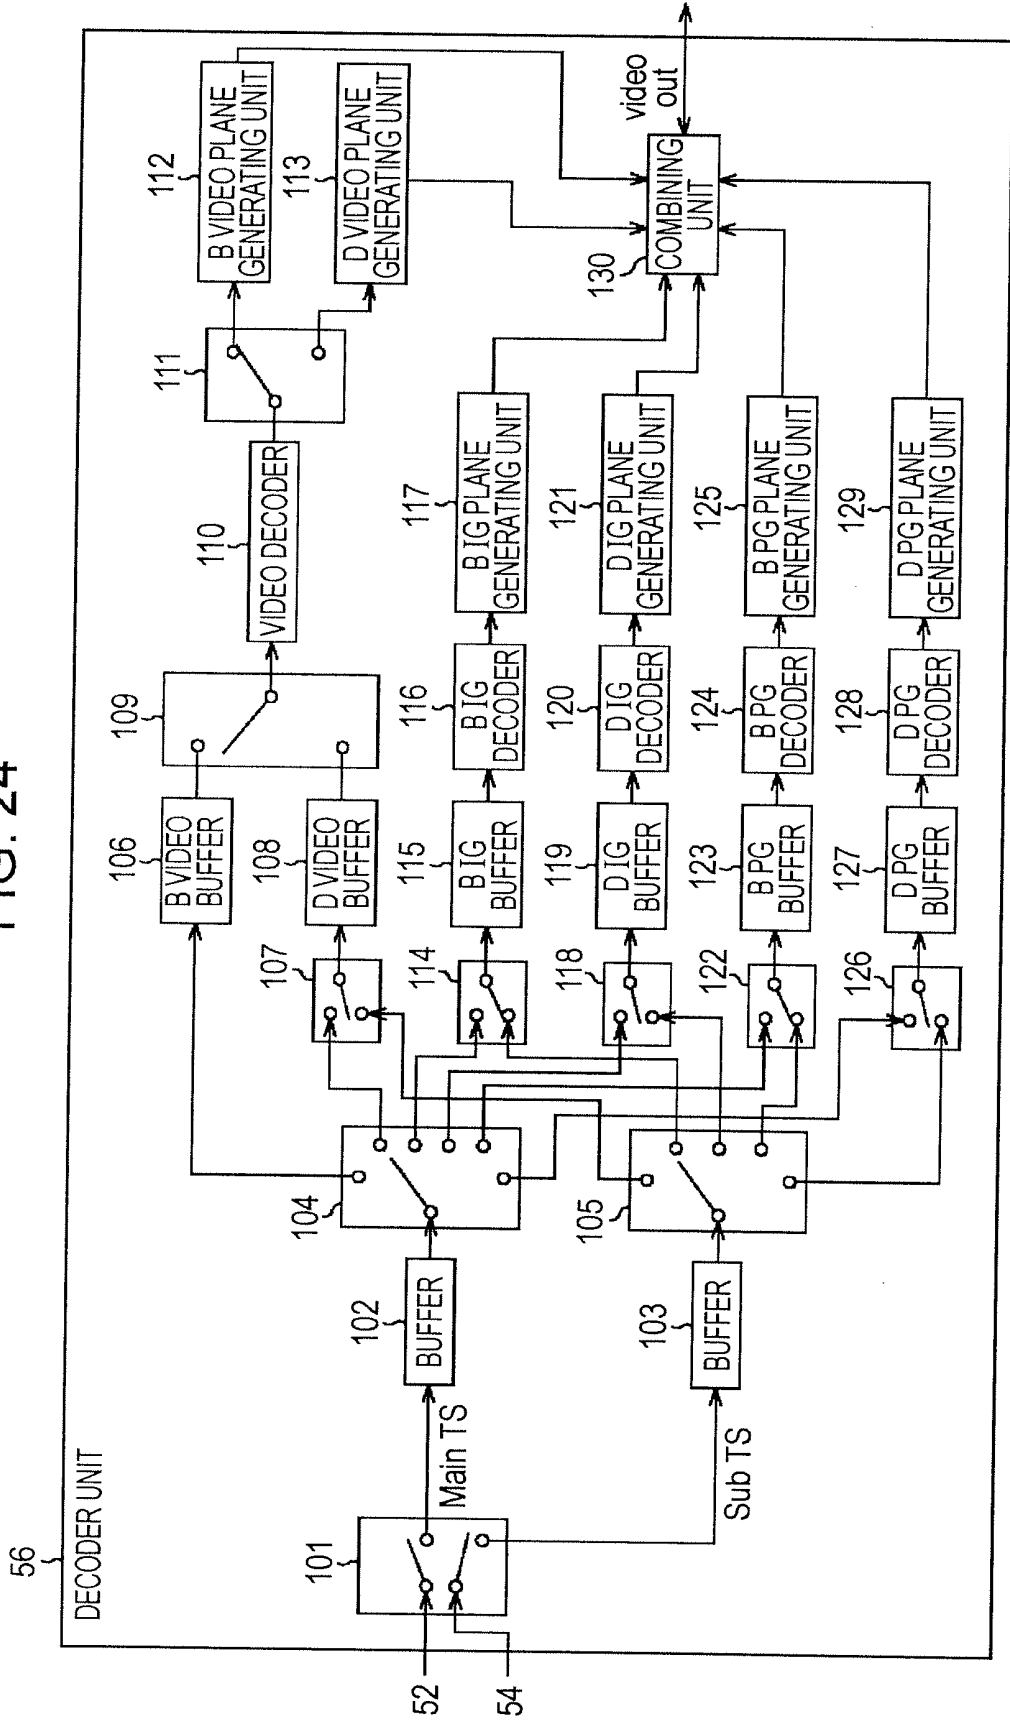 FIG. 24
56
DECODER UNIT
52
54
101
Main TS
Sub TS
102
BUFFER
103
BUFFER
104
105
106
B VIDEO
BUFFER
107
108
D VIDEO
BUFFER
109
110
VIDEO DECODER
111
112
B VIDEO PLANE
GENERATING UNIT
113
D VIDEO PLANE
GENERATING UNIT
114
115
B IG
BUFFER
116
B IG
DECODER
117
B IG PLANE
GENERATING UNIT
118
119
D IG
BUFFER
120
D IG
DECODER
121
D IG PLANE
GENERATING UNIT
122
123
B PG
BUFFER
124
B PG
DECODER
125
B PG PLANE
GENERATING UNIT
126
127
D PG
BUFFER
128
D PG
DECODER
129
D PG PLANE
GENERATING UNIT
130
COMBINING
UNIT
video
out